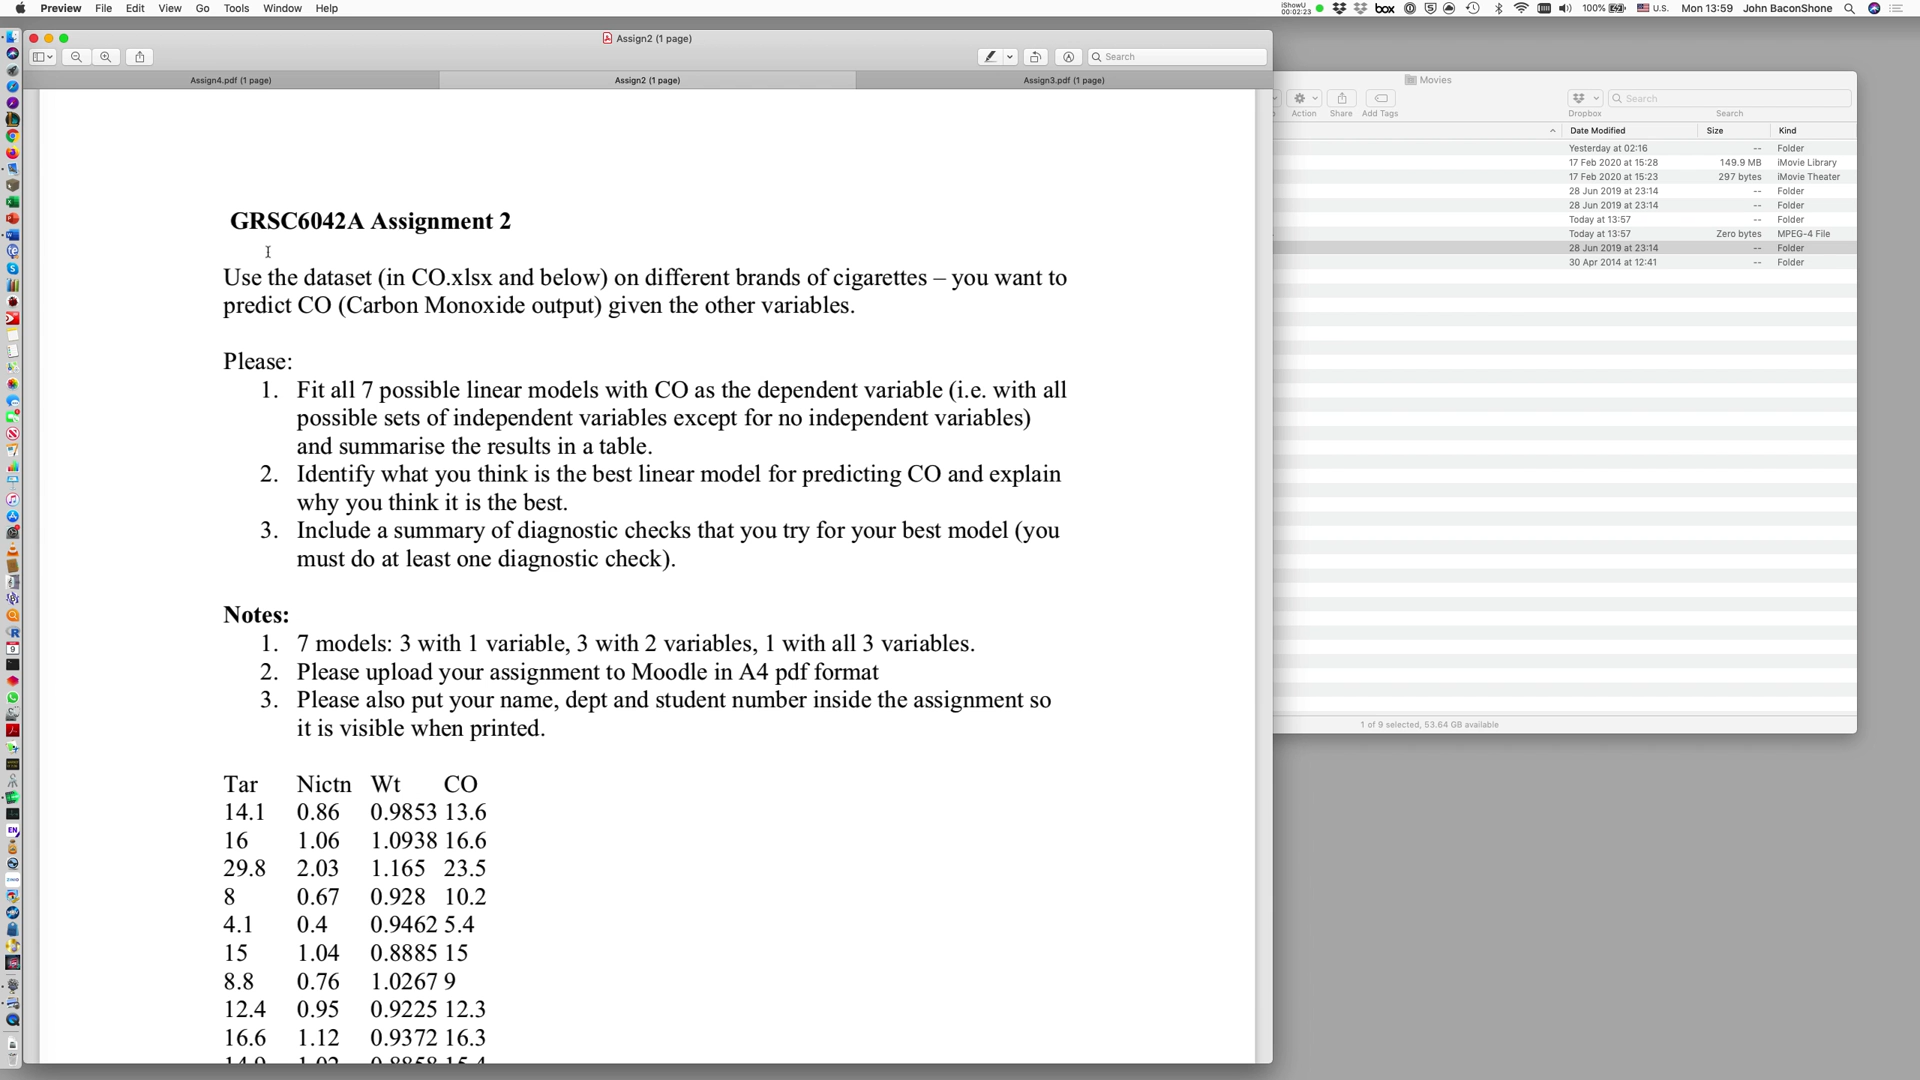 Preview File Edit View Go Tools Window Help
iShowU
00:02:23
box
100%
U.S.
Mon 13:59 John BaconShone
Assign2 (1 page)
Search
Assign4.pdf (1 page) Assign2 (1 page) Assign3.pdf (1 page)
GRSC6042A Assignment 2
Use the dataset (in CO.xlsx and below) on different brands of cigarettes – you want to
predict CO (Carbon Monoxide output) given the other variables.
Please:
1. Fit all 7 possible linear models with CO as the dependent variable (i.e. with all
possible sets of independent variables except for no independent variables)
and summarise the results in a table.
2. Identify what you think is the best linear model for predicting CO and explain
why you think it is the best.
3. Include a summary of diagnostic checks that you try for your best model (you
must do at least one diagnostic check).
Notes:
1. 7 models: 3 with 1 variable, 3 with 2 variables, 1 with all 3 variables.
2. Please upload your assignment to Moodle in A4 pdf format
3. Please also put your name, dept and student number inside the assignment so
it is visible when printed.
Tar Nictn Wt CO
14.1 0.86 0.9853 13.6
16 1.06 1.0938 16.6
29.8 2.03 1.165 23.5
8 0.67 0.928 10.2
4.1 0.4 0.9462 5.4
15 1.04 0.8885 15
8.8 0.76 1.0267 9
12.4 0.95 0.9225 12.3
16.6 1.12 0.9372 16.3
Movies
Search
Action Share Add Tags Dropbox Search
Date Modified Size Kind
Yesterday at 02:16 -- Folder
17 Feb 2020 at 15:28 149.9 MB iMovie Library
17 Feb 2020 at 15:23 297 bytes iMovie Theater
28 Jun 2019 at 23:14 -- Folder
28 Jun 2019 at 23:14 -- Folder
Today at 13:57 -- Folder
Today at 13:57 Zero bytes MPEG-4 File
28 Jun 2019 at 23:14 -- Folder
30 Apr 2014 at 12:41 -- Folder
1 of 9 selected, 53.64 GB available